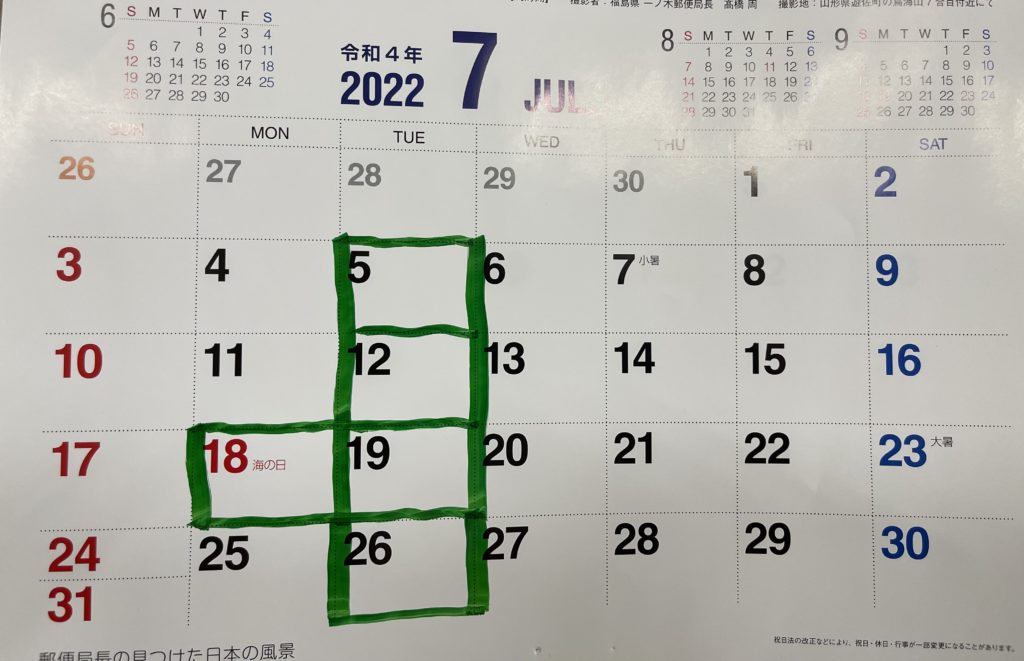 撮影者：福島県 一ノ木郵便局長 高橋 周 撮影地：山形県遊佐町の鳥海山7合目付近にて
6
S M T W T F S
1 2 3 4
5 6 7 8 9 10 11
12 13 14 15 16 17 18
19 20 21 22 23 24 25
26 27 28 29 30
令和4年
2022
7
JUL.
8
S M T W T F S
1 2 3 4 5 6
7 8 9 10 11 12 13
14 15 16 17 18 19
21 22 23 24 25 26
28 29 30 31
9
S M T W T F S
1 2 3
5 6 7 8 9 10
12 13 14 15 16 17
20 21 22 23 24
26 27 28 29 30
SUN MON TUE WED THU FRI SAT
26 27 28 29 30 1 2
3 4 5 6 7 小暑 8 9
10 11 12 13 14 15 16
17 18 海の日 19 20 21 22 23 大暑
24 25 26 27 28 29 30
31
郵便局長の見つけた日本の風景
祝日法の改正などにより、祝日・休日・行事が一部変更になることがあります。